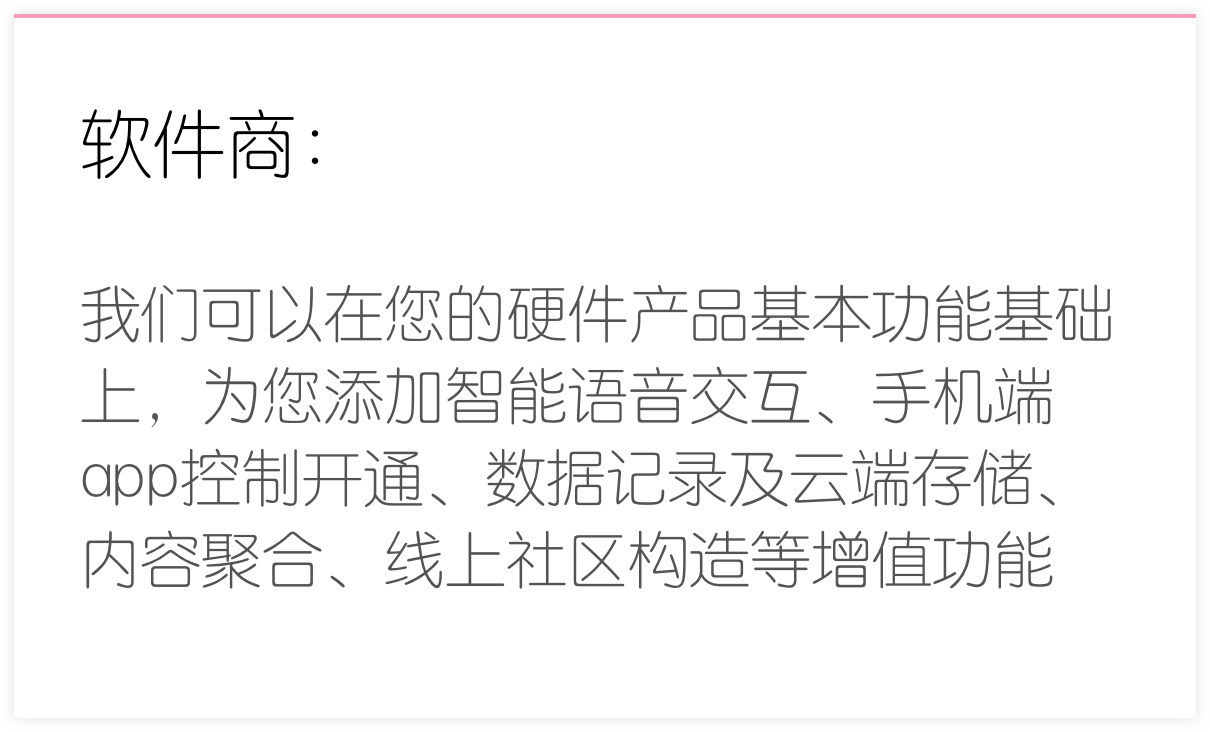 软件商：
我们可以在您的硬件产品基本功能基础
上，为您添加智能语音交互、手机端
app控制开通、数据记录及云端存储、
内容聚合、线上社区构造等增值功能